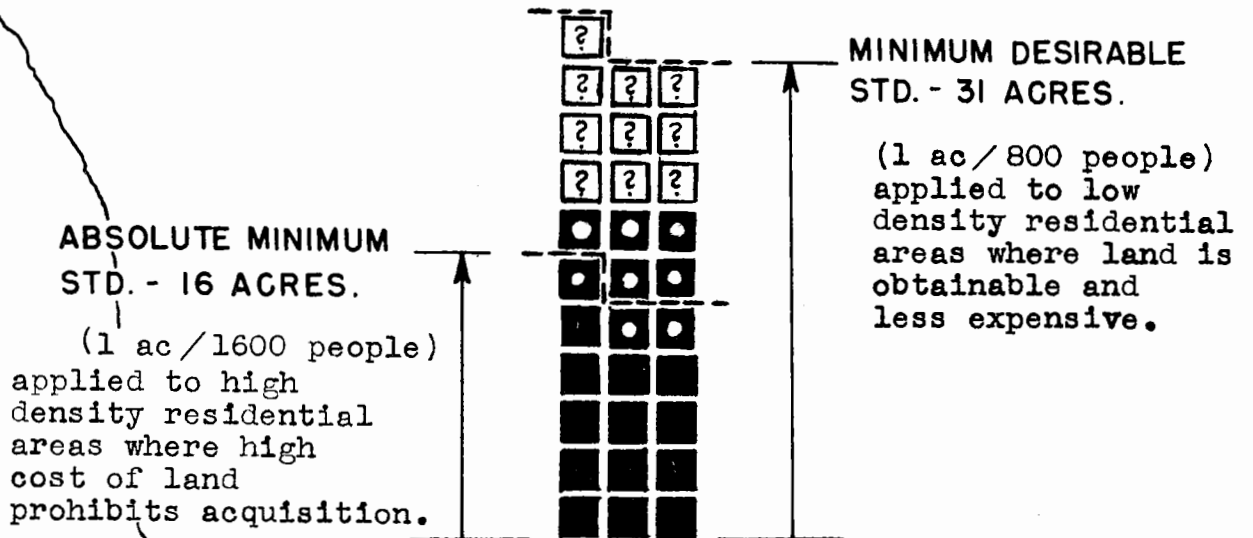 ?
? ? ?
? ? ?
? ? ?
MINIMUM DESIRABLE
STD. - 31 ACRES.
(1 ac/800 people)
applied to low
density residential
areas where land is
obtainable and
less expensive.
ABSOLUTE MINIMUM
STD. - 16 ACRES.
(1 ac/1600 people)
applied to high
density residential
areas where high
cost of land
prohibits acquisition.